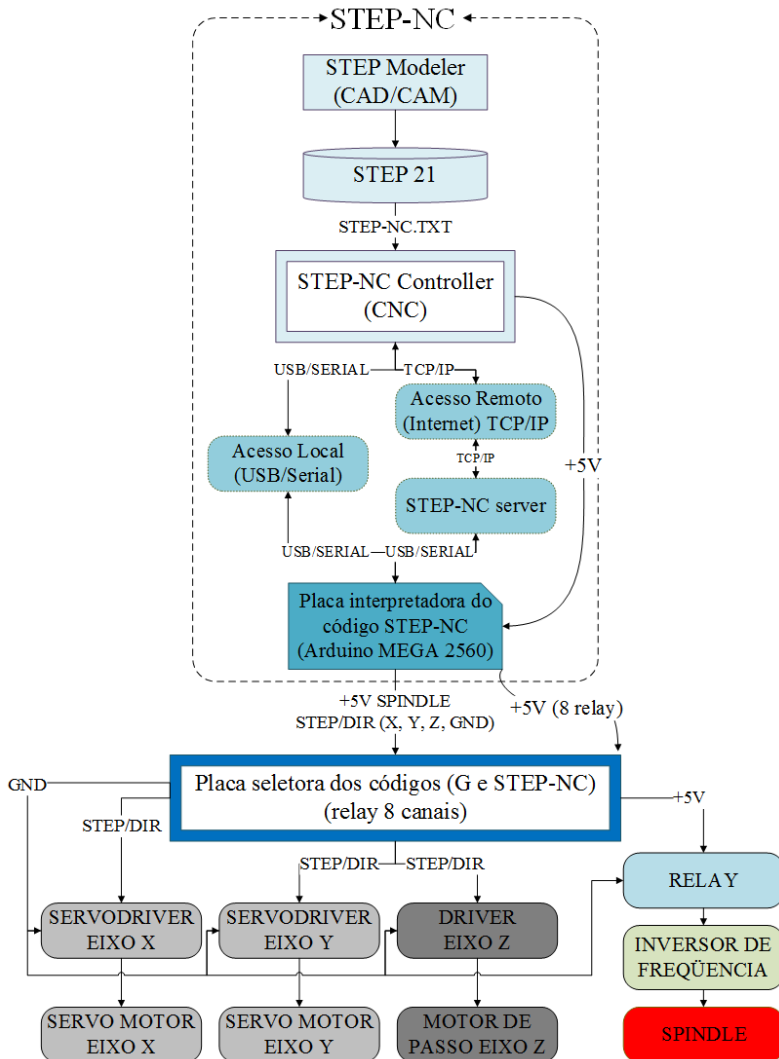 STEP-NC
STEP Modeler
(CAD/CAM)
STEP 21
STEP-NC.TXT
STEP-NC Controller
(CNC)
USB/SERIAL
TCP/IP
Acesso Remoto
(Internet) TCP/IP
Acesso Local
(USB/Serial)
TCP/IP
+5V
STEP-NC server
USB/SERIAL
USB/SERIAL
Placa interpretadora do
código STEP-NC
(Arduino MEGA 2560)
+5V SPINDLE
STEP/DIR (X, Y, Z, GND)
+5V (8 relay)
GND
Placa seletora dos códigos (G e STEP-NC)
(relay 8 canais)
+5V
STEP/DIR
STEP/DIR
STEP/DIR
RELAY
SERVODRIVER
EIXO X
SERVODRIVER
EIXO Y
DRIVER
EIXO Z
INVERSOR DE
FREQÜENCIA
SERVO MOTOR
EIXO X
SERVO MOTOR
EIXO Y
MOTOR DE
PASSO EIXO Z
SPINDLE